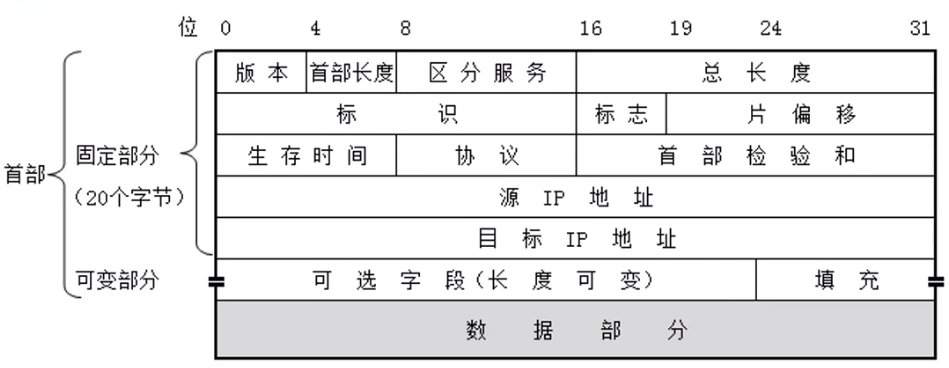 位 0 4 8 16 19 24 31
版本 首部长度 区分服务 总长度
标识 标志 片偏移
生存时间 协议 首部检验和
源 IP 地址
目标 IP 地址
可选字段(长度可变) 填充
数据部分
首部
固定部分
(20个字节)
可变部分